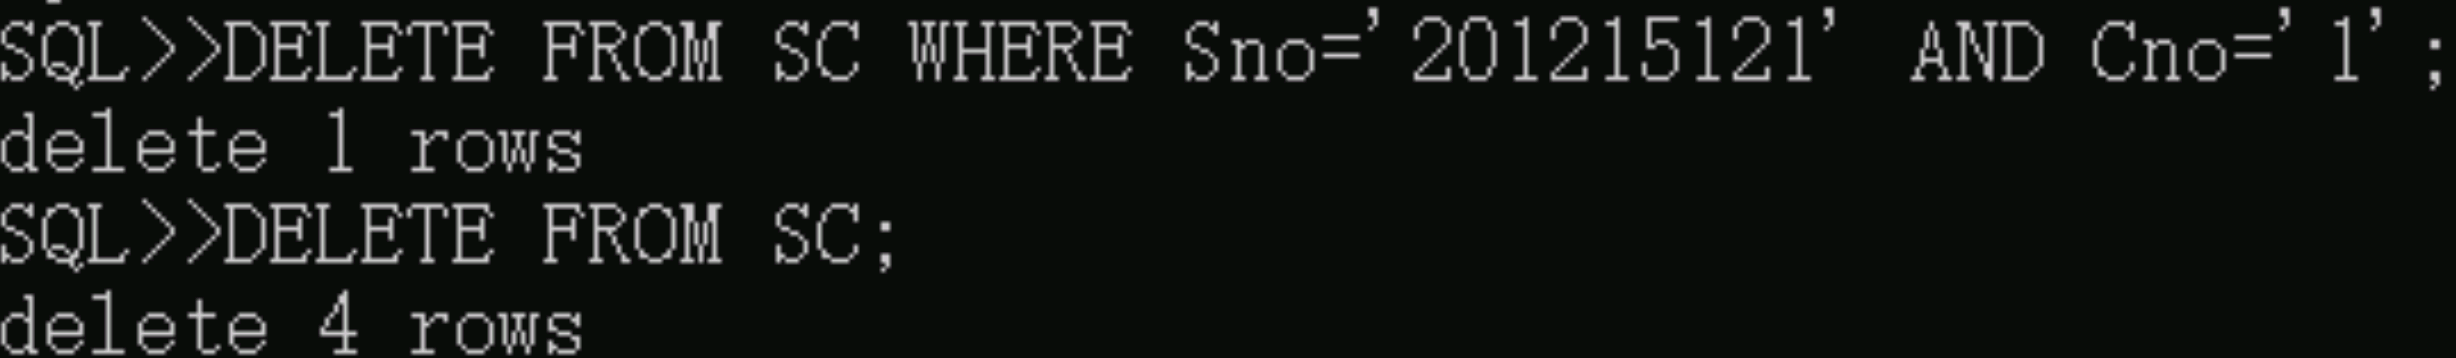 SQL>>DELETE FROM SC WHERE Sno='201215121' AND Cno='1';
delete 1 rows
SQL>>DELETE FROM SC;
delete 4 rows